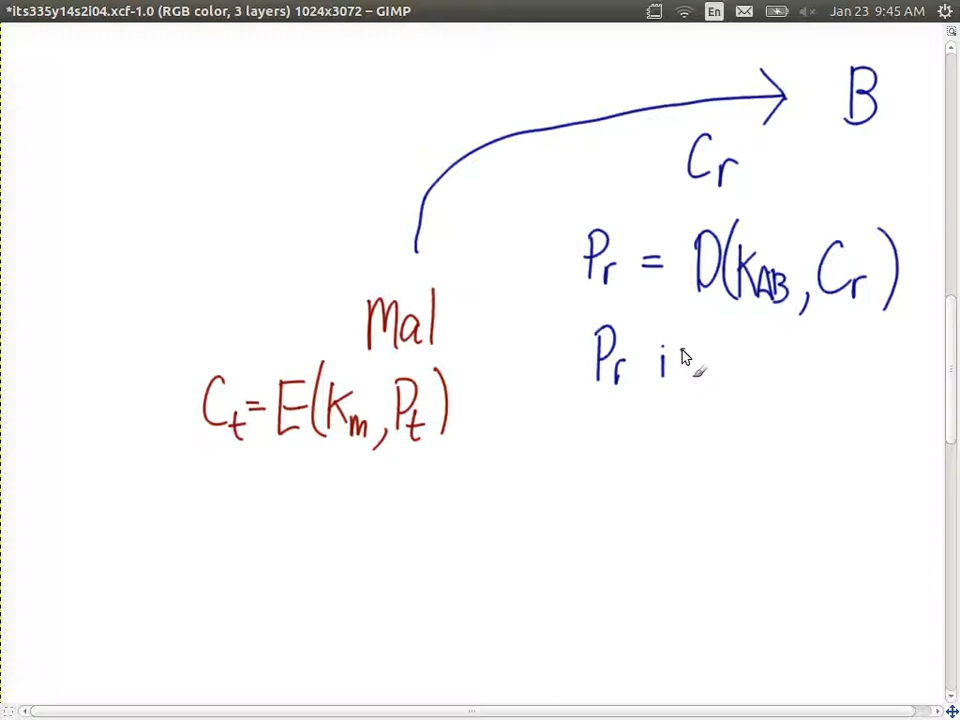 *its335y14s2i04.xcf-1.0 (RGB color, 3 layers) 1024x3072 – GIMP
En
Jan 23 9:45 AM
B
Cr
Pr = D(KAB, Cr)
Mal
Pr i
Ct = E(Km, Pt)